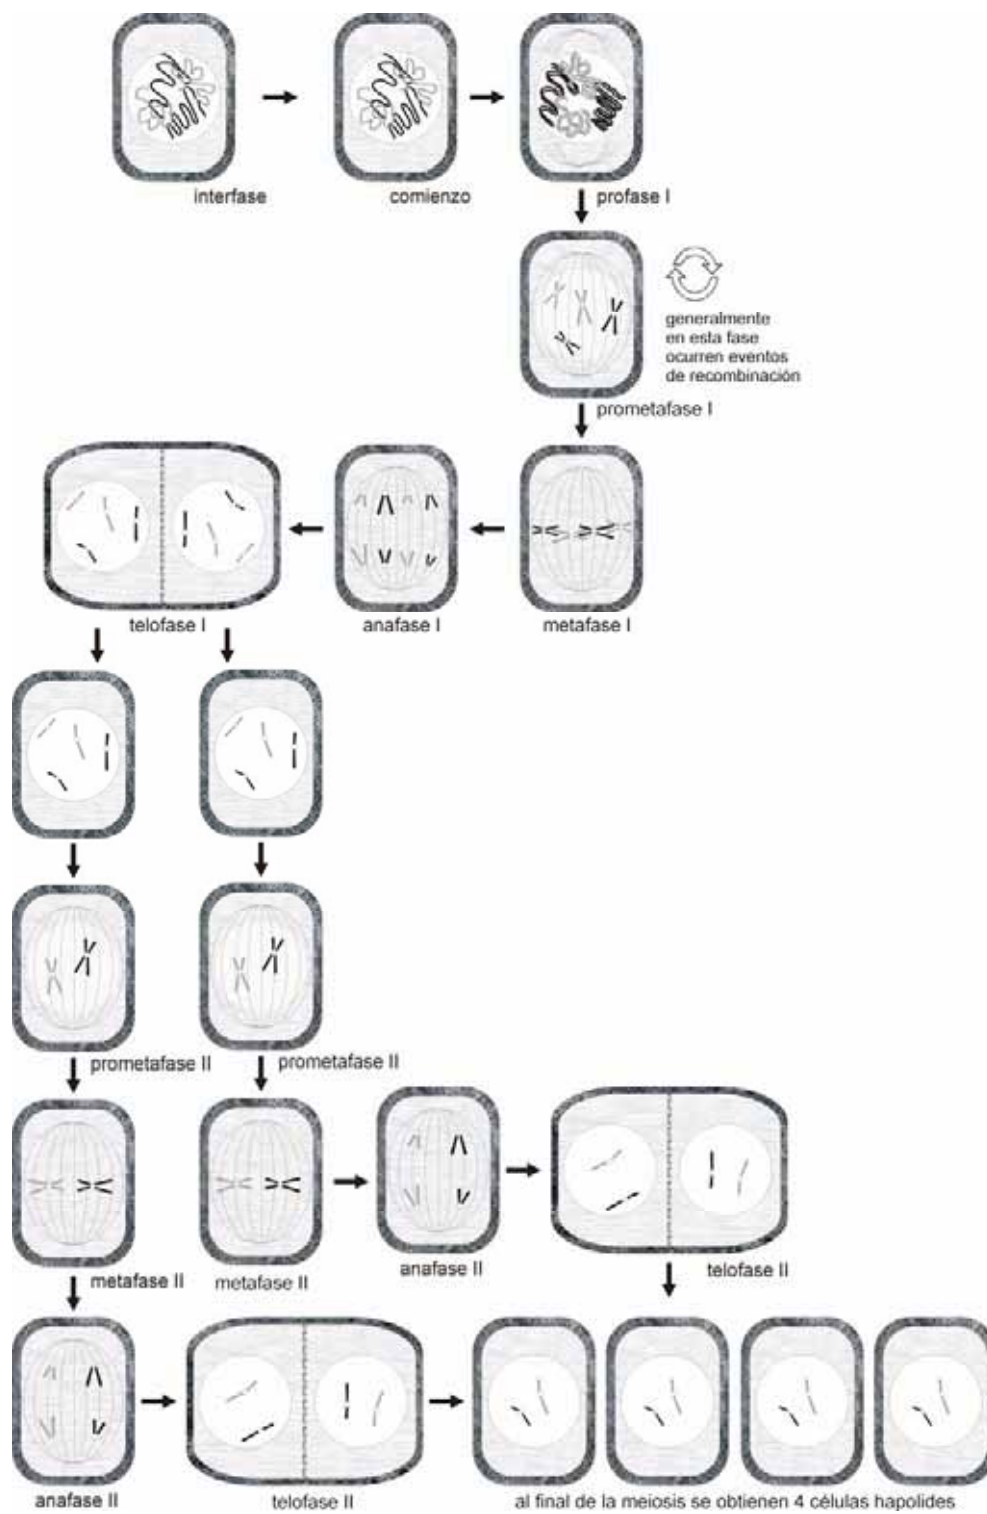 interfase
comienzo
profase I
generalmente
en esta fase
ocurren eventos
de recombinación
prometafase I
telofase I
anafase I
metafase I
prometafase II
prometafase II
metafase II
metafase II
anafase II
telofase II
anafase II
telofase II
al final de la meiosis se obtienen 4 células hapolides